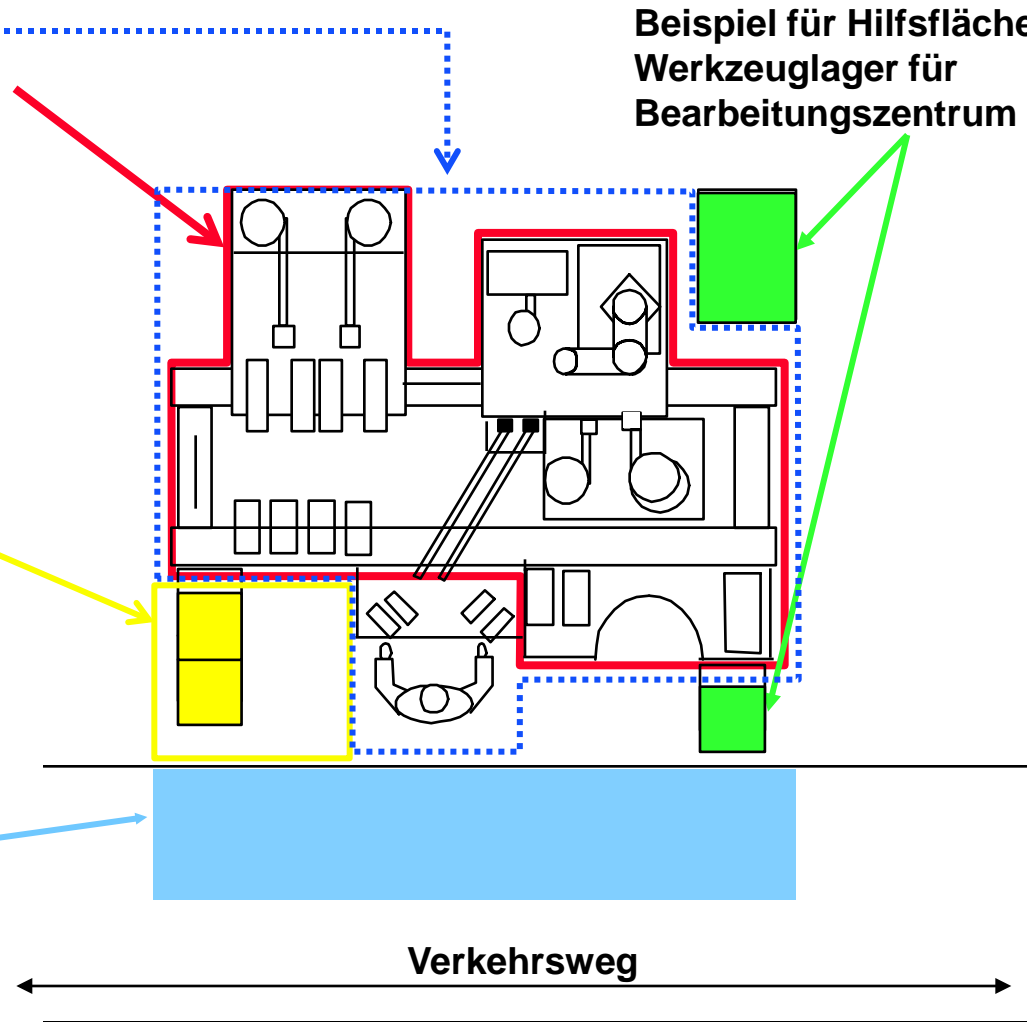 Beispiel für Hilfsfläche
Werkzeuglager für
Bearbeitungszentrum
Verkehrsweg